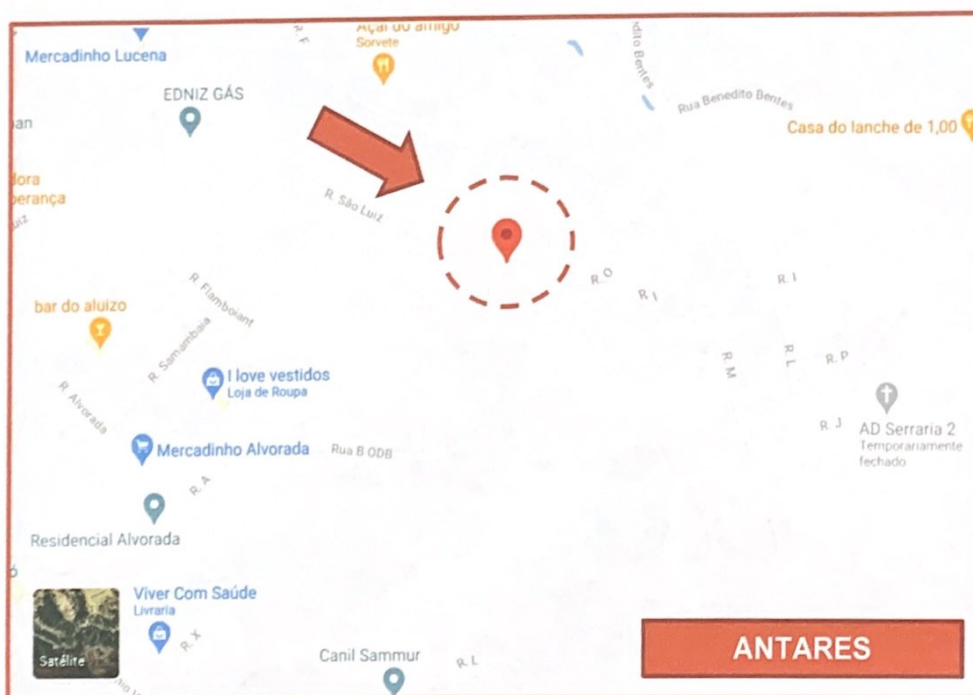 R. F
Açaí do amigo
Sorvete
Mercadinho Lucena
EDNIZ GÁS
Rua Benedito Bentes
Casa do lanche de 1,00
R. São Luiz
R. O
R. I
R. I
bar do aluizo
R. Flamboiant
R. Samambaia
R. M
R. L
R. P
I love vestidos
Loja de Roupa
R. Alvorada
R. J
AD Serraria 2
Temporariamente
fechado
Mercadinho Alvorada
Rua B ODB
R. A
Residencial Alvorada
Viver Com Saúde
Livraria
R. X
Satélite
Canil Sammur
R. L
ANTARES